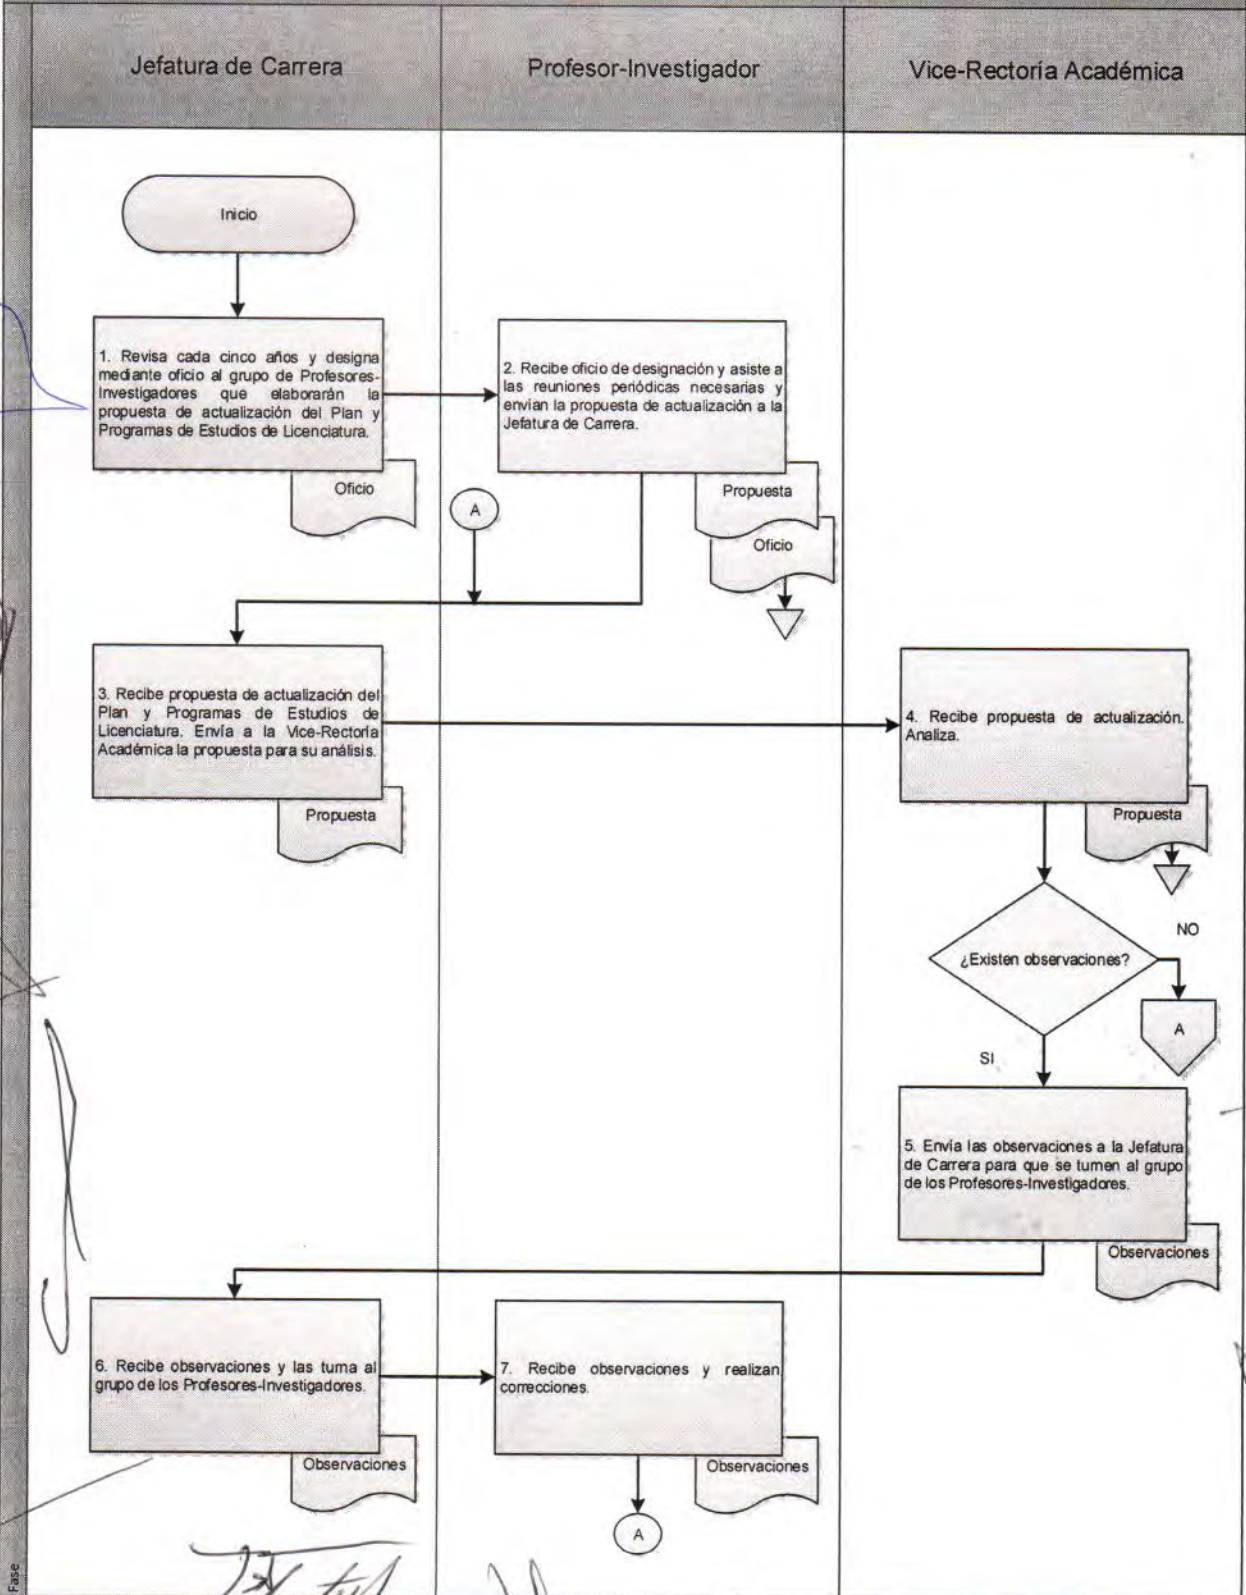 Jefatura de Carrera
Profesor-Investigador
Vice-Rectoría Académica
Inicio
1. Revisa cada cinco años y designa
mediante oficio al grupo de Profesores-
Investigadores que elaborarán la
propuesta de actualización del Plan y
Programas de Estudios de Licenciatura.
Oficio
2. Recibe oficio de designación y asiste a
las reuniones periódicas necesarias y
envian la propuesta de actualización a la
Jefatura de Carrera.
Propuesta
Oficio
A
3. Recibe propuesta de actualización del
Plan y Programas de Estudios de
Licenciatura. Envía a la Vice-Rectoría
Académica la propuesta para su análisis.
Propuesta
4. Recibe propuesta de actualización.
Analiza.
Propuesta
¿Existen observaciones?
NO
A
SI
5. Envía las observaciones a la Jefatura
de Carrera para que se turnen al grupo
de los Profesores-Investigadores.
Observaciones
6. Recibe observaciones y las turna al
grupo de los Profesores-Investigadores.
Observaciones
7. Recibe observaciones y realizan
correcciones.
Observaciones
A
Fase